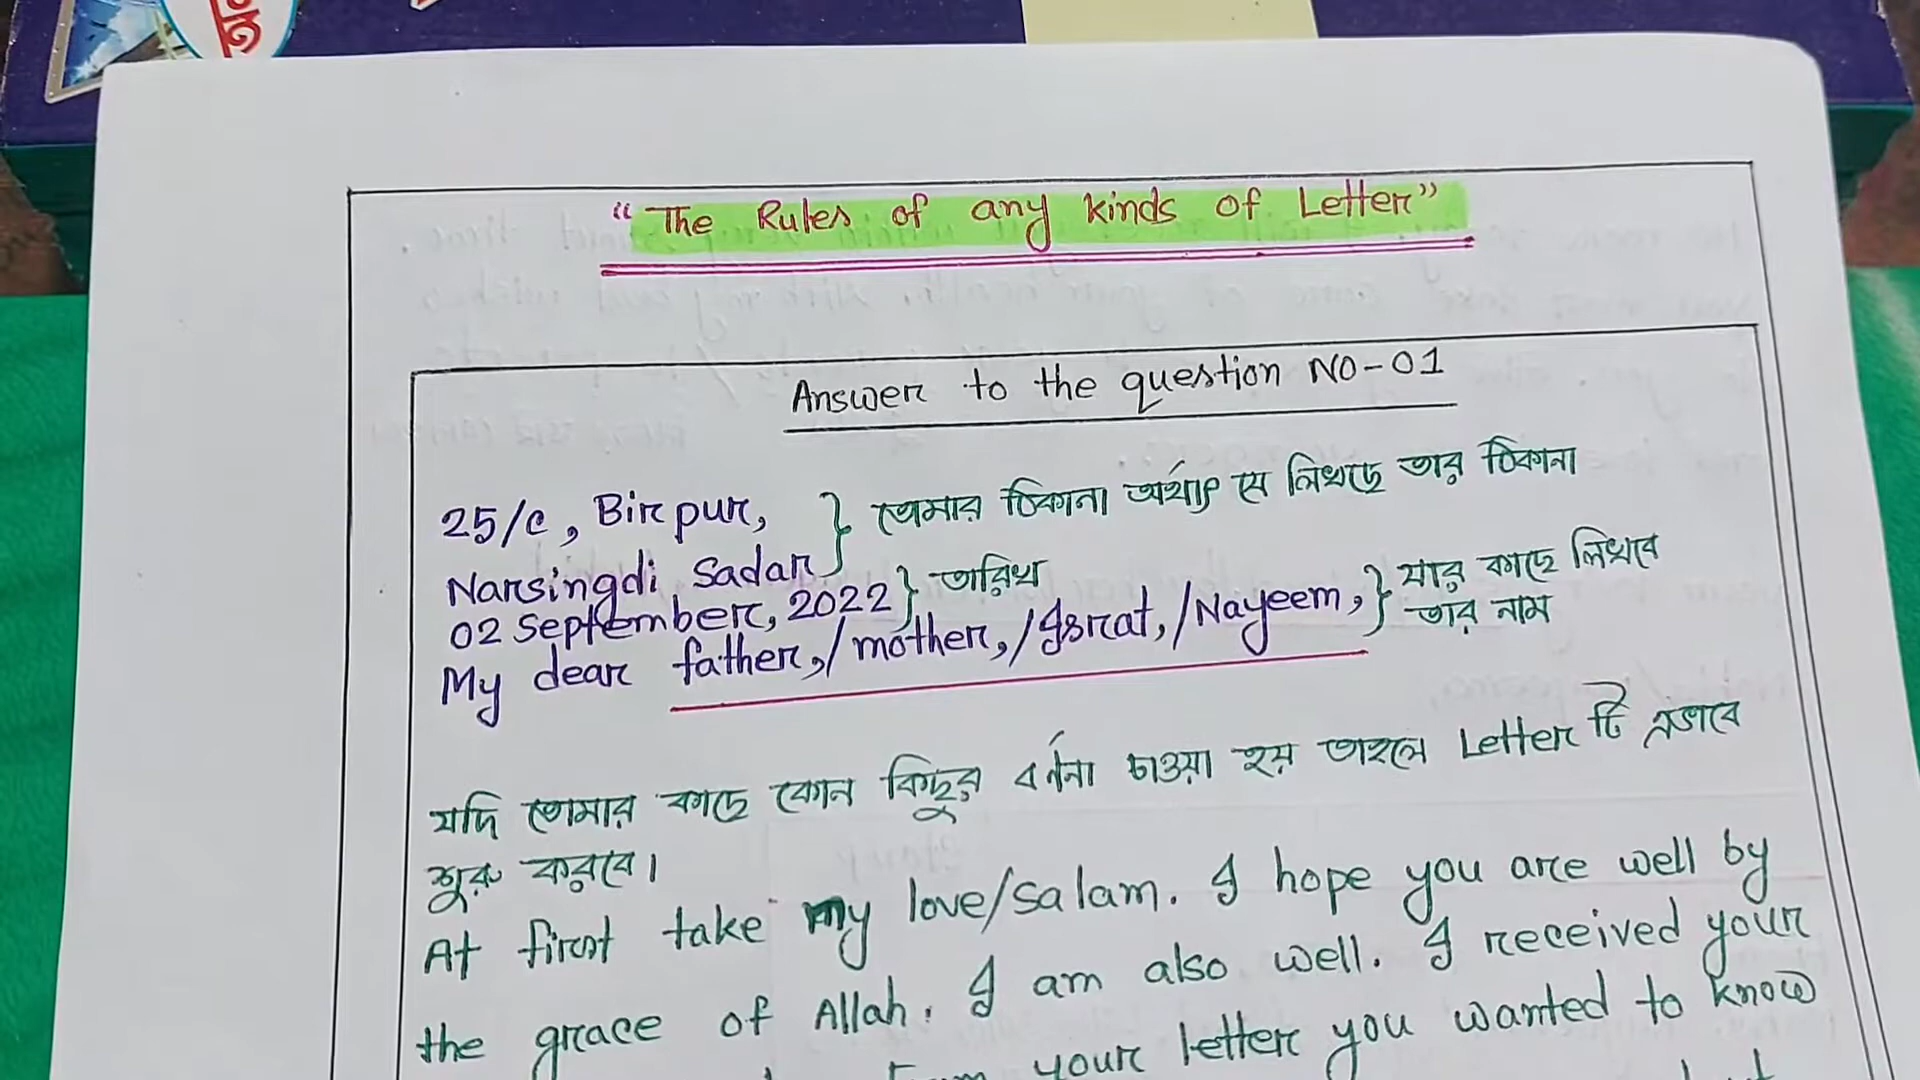 “The Rules of any kinds of Letter”
Answer to the question NO-01
25/c, Birpur, } তোমার ঠিকানা অর্থাৎ যে লিখছে তার ঠিকানা
Narsingdi Sadar
02 September, 2022 } তারিখ
My dear father,/mother,/Israt,/Nayeem, } যার কাছে লিখবে তার নাম
যদি তোমার কাছে কোন কিছুর বর্ননা চাওয়া হয় তাহলে Letter টি এভাবে
শুরু করবে।
At first take my love/salam. I hope you are well by
the grace of Allah. I am also well. I received your
your letter you wanted to know